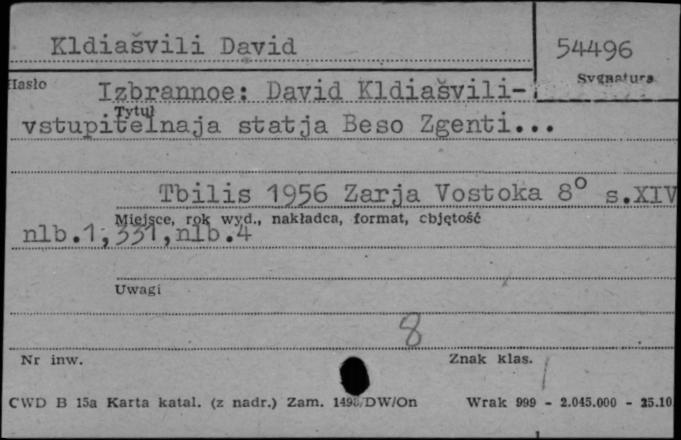 Kldiašvili David
54496
Hasło
Sygnatura
Izbrannoe: David Kldiašvili-
Tytuł
vstupitelnaja statja Beso Zgenti...
Tbilis 1956 Zarja Vostoka 8° s.XIV
Miejsce, rok wyd., nakładca, format, objętość
nlb.1,331,nlb.4
Uwagi
8
Nr inw.
Znak klas.
CWD B 15a Karta katal. (z nadr.) Zam. DW/On
Wrak 999 - 2.045.000 - 25.10